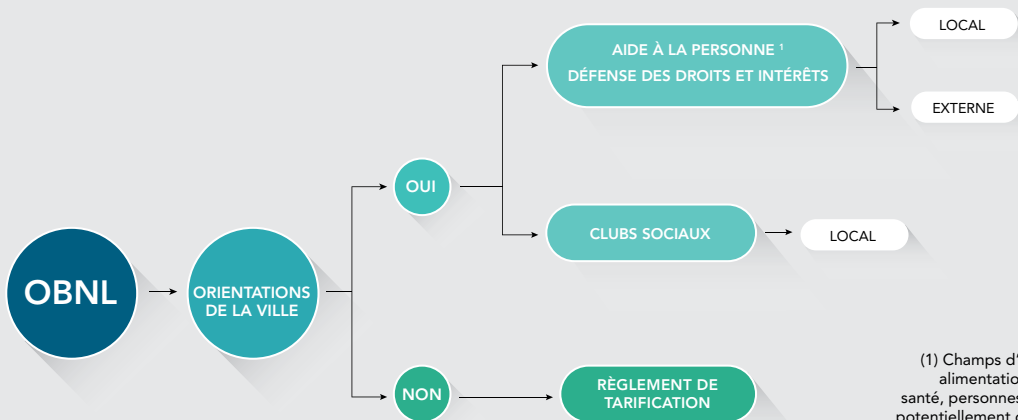 OBNL
ORIENTATIONS
DE LA VILLE
OUI
AIDE À LA PERSONNE ¹
DÉFENSE DES DROITS ET INTÉRÊTS
LOCAL
EXTERNE
CLUBS SOCIAUX
LOCAL
NON
RÈGLEMENT DE
TARIFICATION
(1) Champs d'
alimentatio
santé, personnes
potentiellement